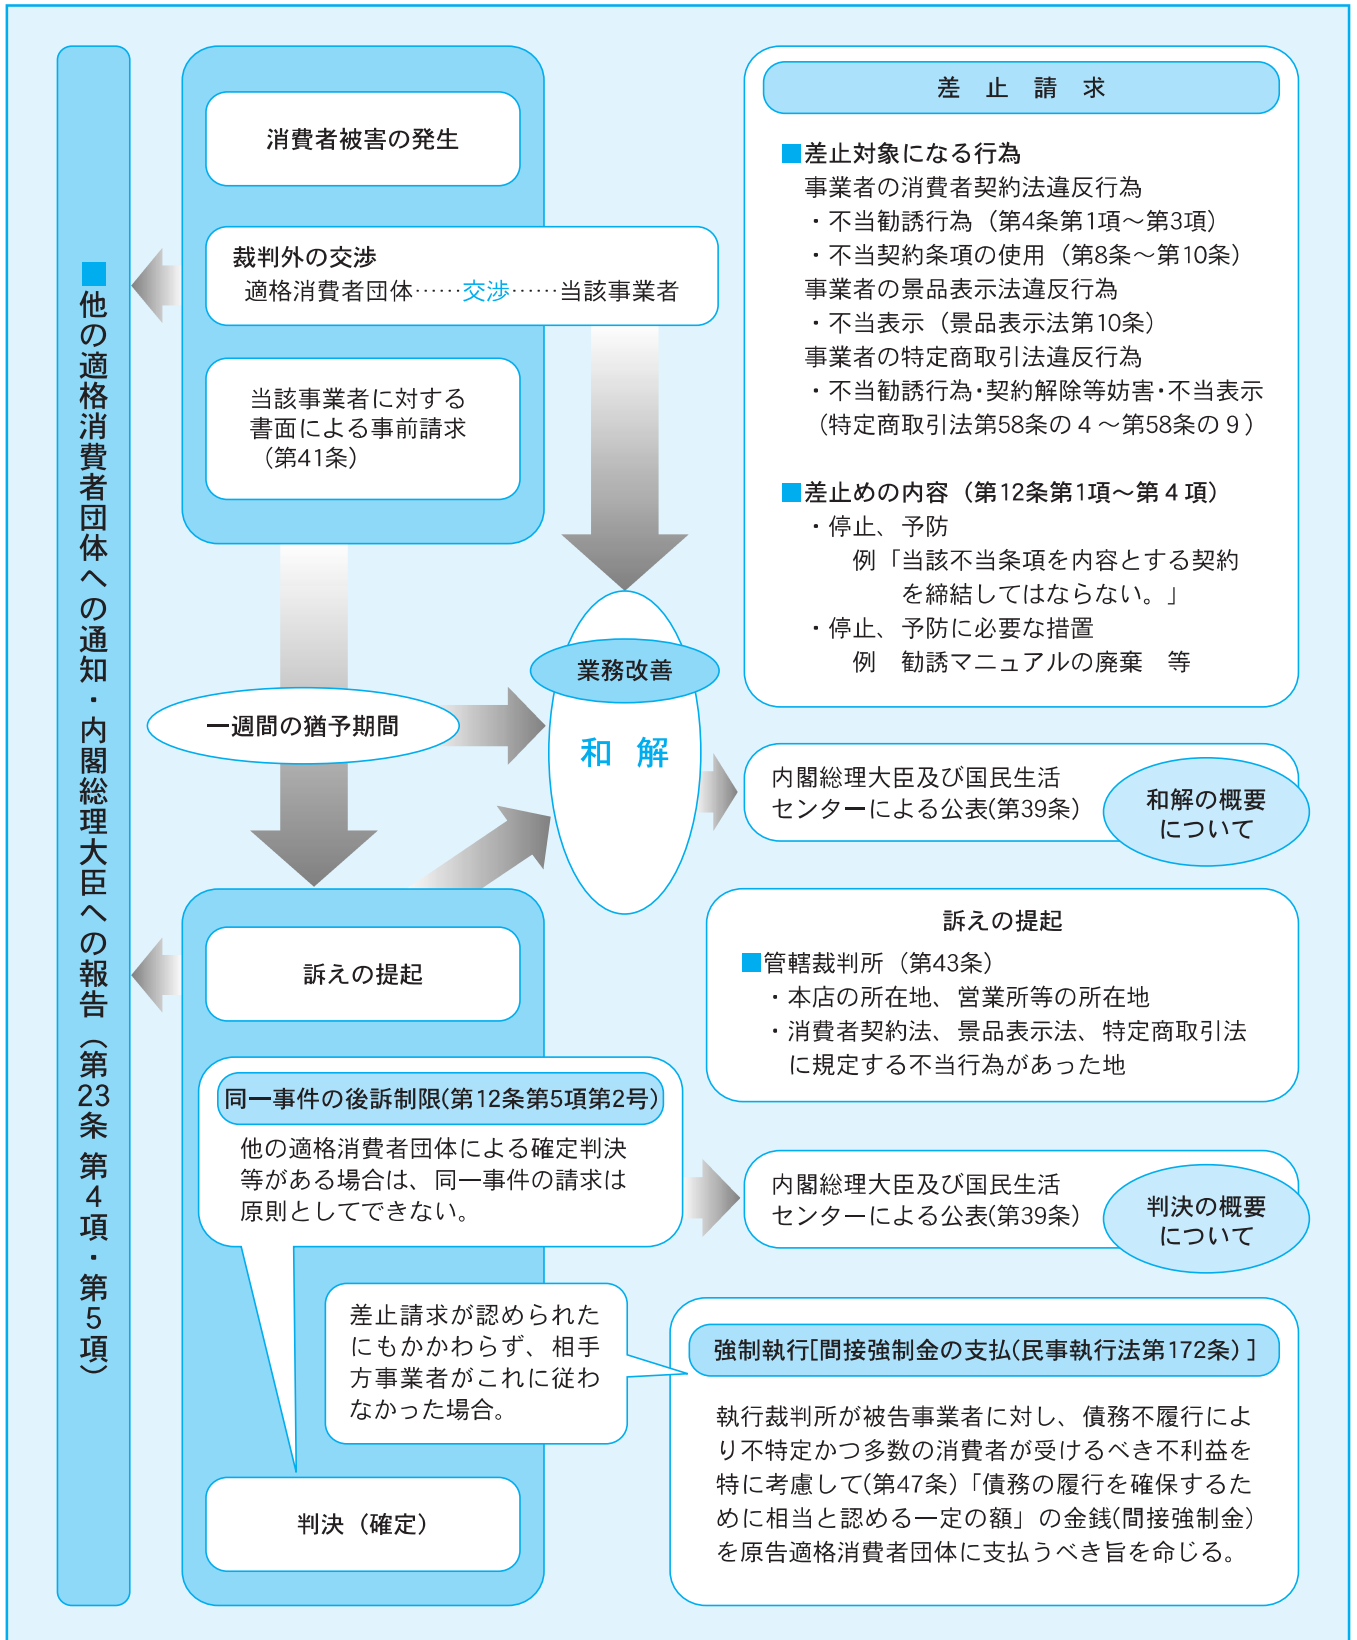 ■他の適格消費者団体への通知・内閣総理大臣への報告（第23条 第4項・第5項）
消費者被害の発生
裁判外の交渉
適格消費者団体……交渉……当該事業者
当該事業者に対する
書面による事前請求
（第41条）
一週間の猶予期間
業務改善
和 解
訴えの提起
同一事件の後訴制限(第12条第5項第2号)
他の適格消費者団体による確定判決
等がある場合は、同一事件の請求は
原則としてできない。
差止請求が認められた
にもかかわらず、相手
方事業者がこれに従わ
なかった場合。
判決（確定）
差 止 請 求
■差止対象になる行為
事業者の消費者契約法違反行為
・不当勧誘行為（第4条第1項〜第3項）
・不当契約条項の使用（第8条〜第10条）
事業者の景品表示法違反行為
・不当表示（景品表示法第10条）
事業者の特定商取引法違反行為
・不当勧誘行為・契約解除等妨害・不当表示
（特定商取引法第58条の４〜第58条の９）
■差止めの内容（第12条第1項〜第４項）
・停止、予防
例「当該不当条項を内容とする契約
を締結してはならない。」
・停止、予防に必要な措置
例　勧誘マニュアルの廃棄　等
内閣総理大臣及び国民生活
センターによる公表(第39条)
和解の概要
について
訴えの提起
■管轄裁判所（第43条）
・本店の所在地、営業所等の所在地
・消費者契約法、景品表示法、特定商取引法
に規定する不当行為があった地
内閣総理大臣及び国民生活
センターによる公表(第39条)
判決の概要
について
強制執行[間接強制金の支払(民事執行法第172条)]
執行裁判所が被告事業者に対し、債務不履行によ
り不特定かつ多数の消費者が受けるべき不利益を
特に考慮して(第47条)「債務の履行を確保するた
めに相当と認める一定の額」の金銭(間接強制金)
を原告適格消費者団体に支払うべき旨を命じる。